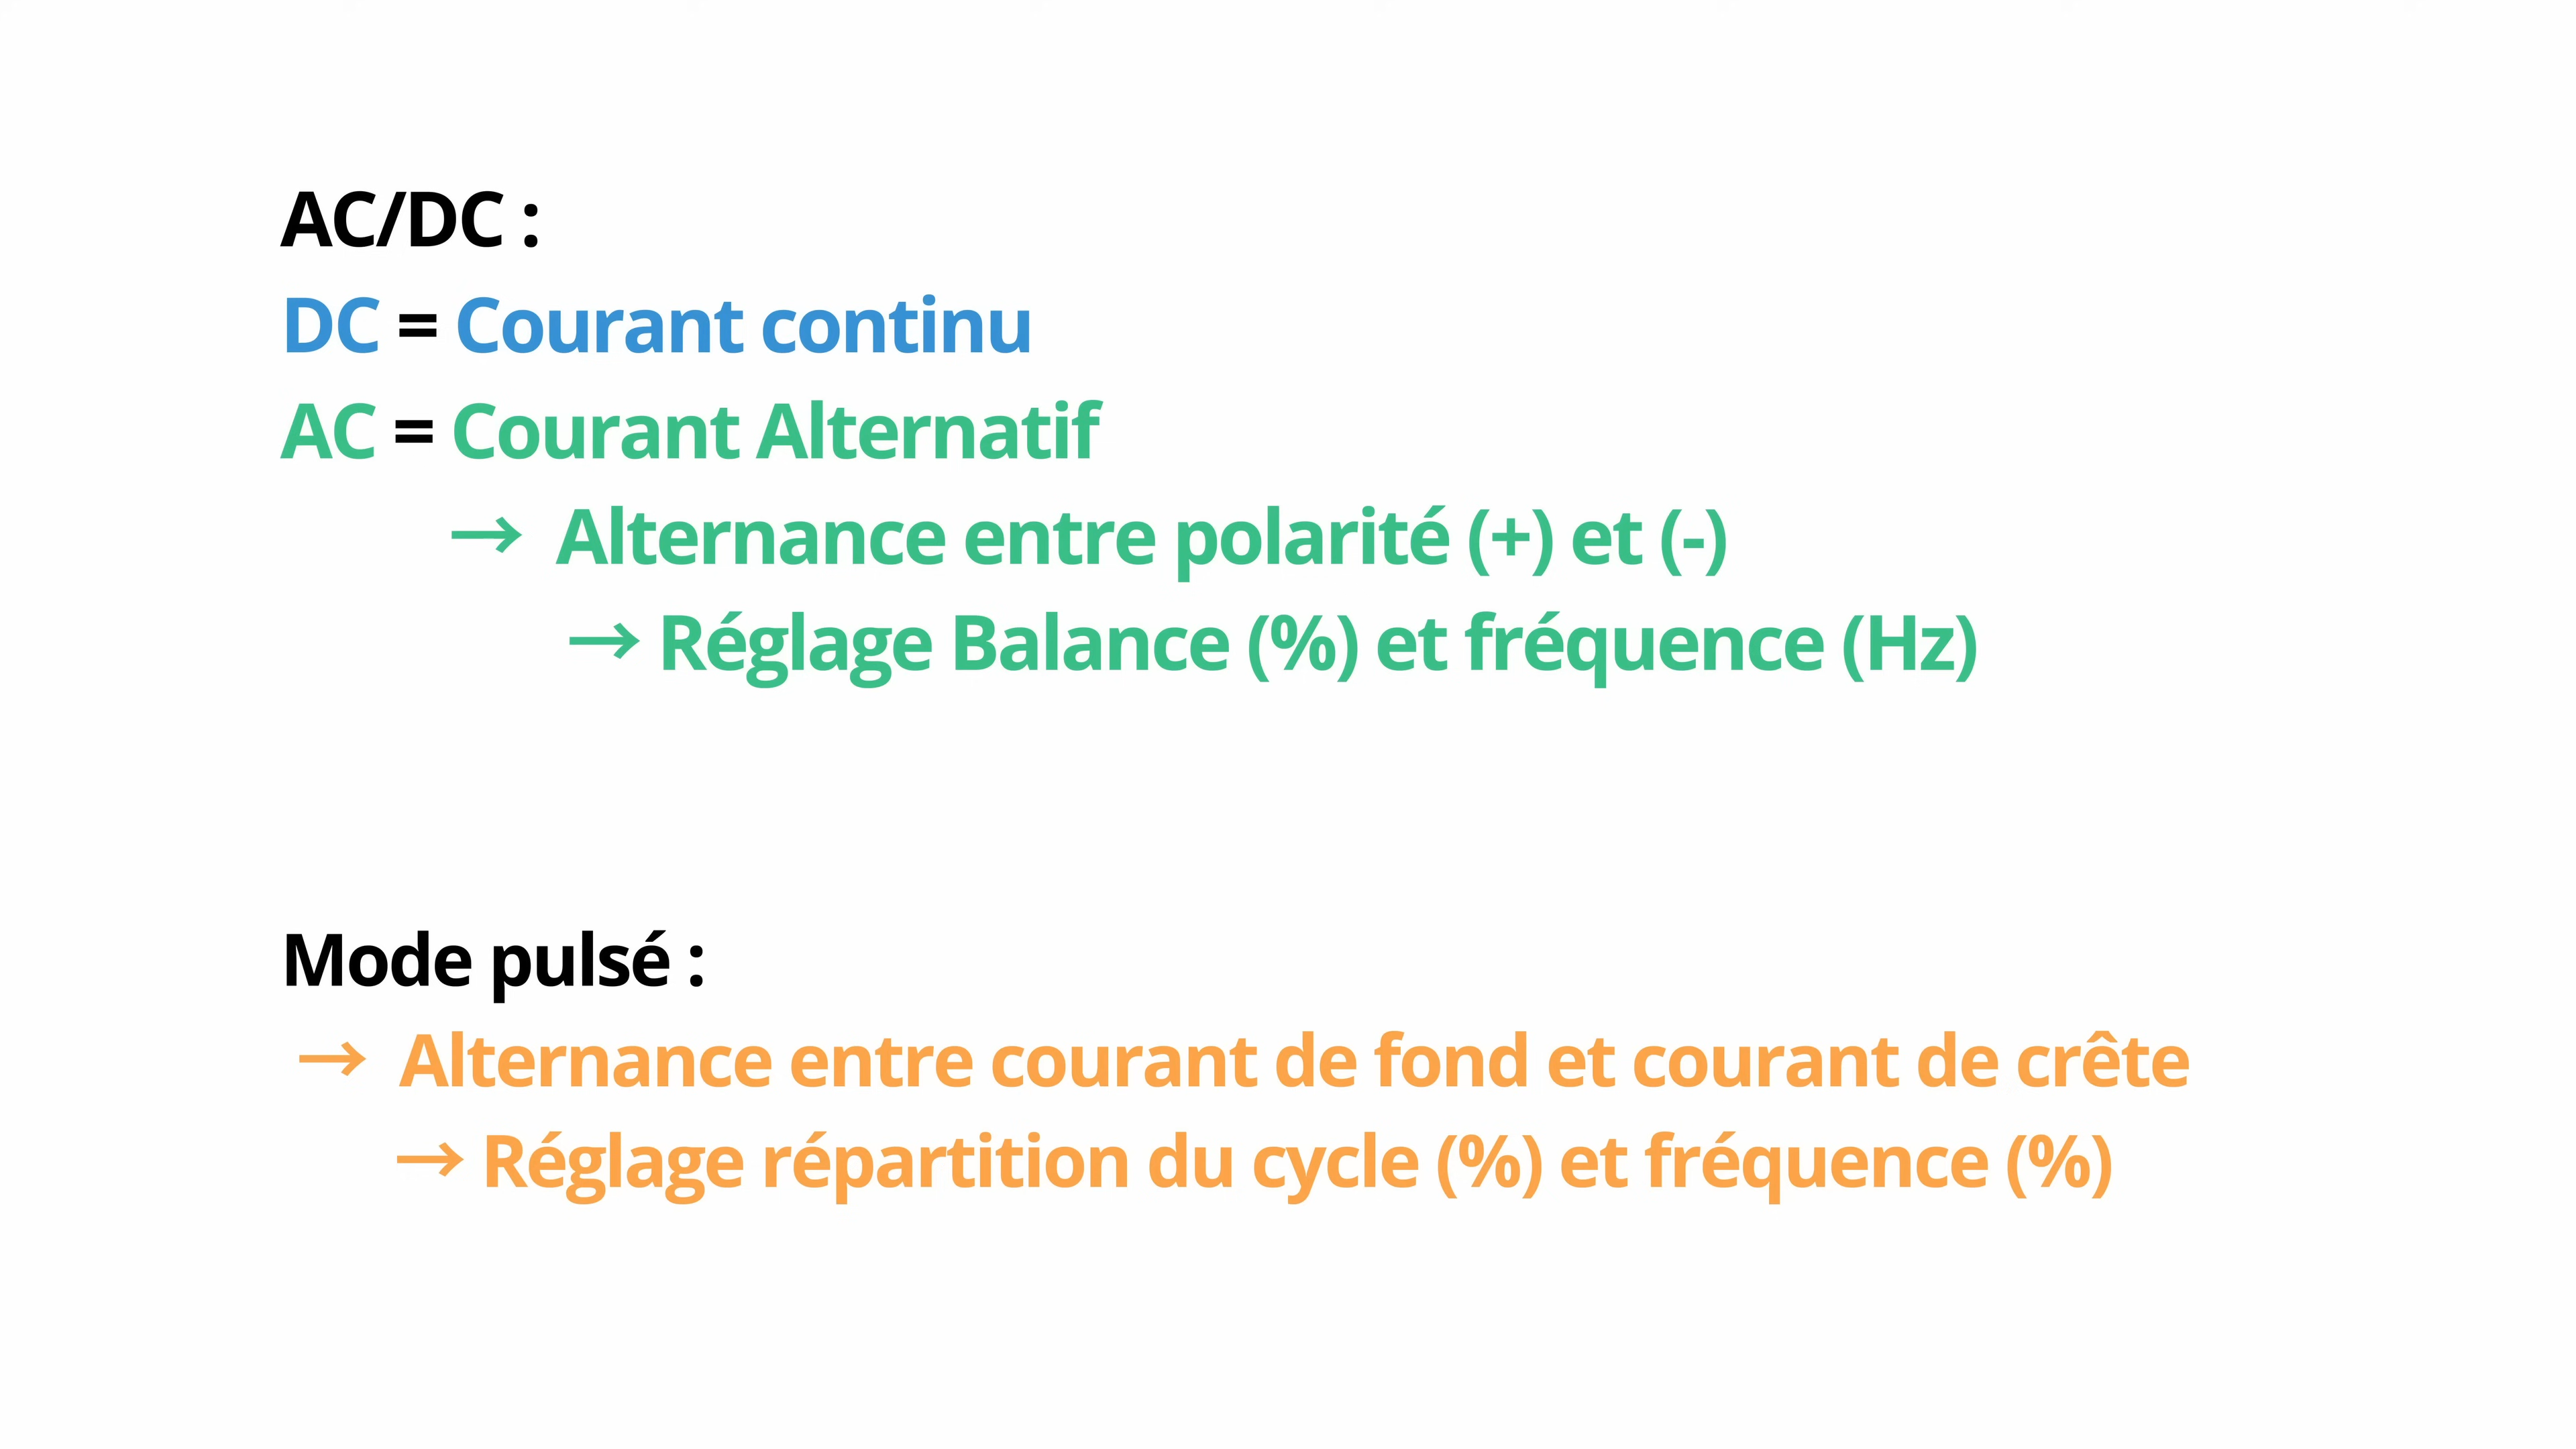 AC/DC :
DC = Courant continu
AC = Courant Alternatif
→ Alternance entre polarité (+) et (-)
→ Réglage Balance (%) et fréquence (Hz)
Mode pulsé :
→ Alternance entre courant de fond et courant de crête
→ Réglage répartition du cycle (%) et fréquence (%)